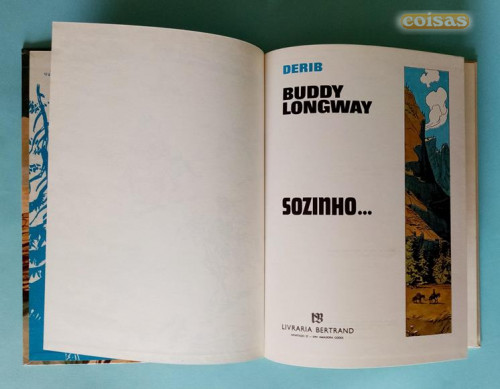 coisas
DERIB
BUDDY
LONGWAY
SOZINHO...
LIVRARIA BERTRAND